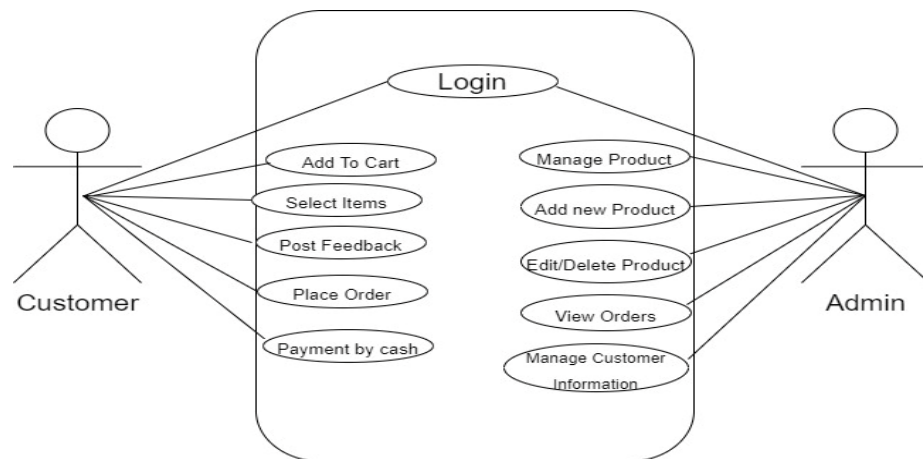 Login
Add To Cart
Select Items
Post Feedback
Place Order
Payment by cash
Manage Product
Add new Product
Edit/Delete Product
View Orders
Manage Customer
Information
Customer
Admin